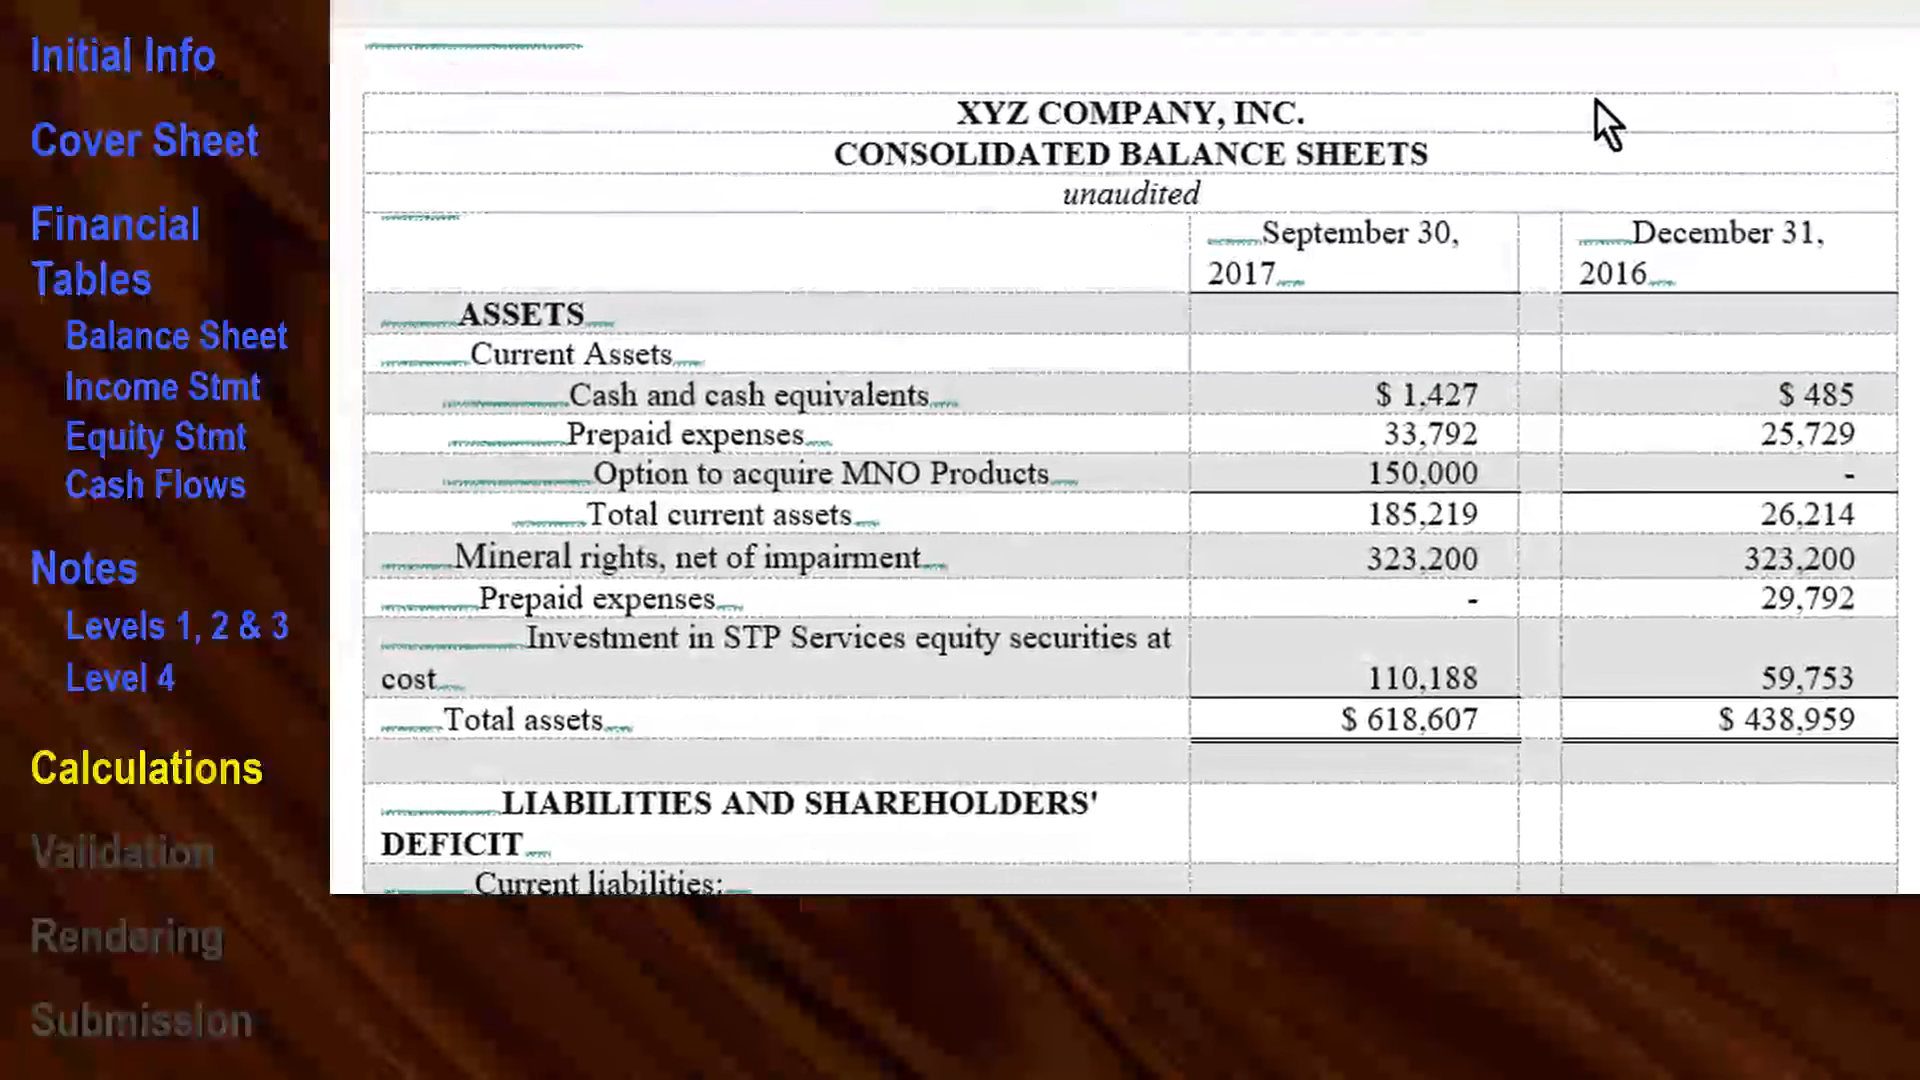 Initial Info
Cover Sheet
Financial
Tables
Balance Sheet
Income Stmt
Equity Stmt
Cash Flows
Notes
Levels 1, 2 & 3
Level 4
Calculations
Validation
Rendering
Submission
XYZ COMPANY, INC.
CONSOLIDATED BALANCE SHEETS
unaudited
September 30, December 31,
2017 2016
ASSETS
Current Assets
Cash and cash equivalents $ 1,427 $ 485
Prepaid expenses 33,792 25,729
Option to acquire MNO Products 150,000 -
Total current assets 185,219 26,214
Mineral rights, net of impairment 323,200 323,200
Prepaid expenses - 29,792
Investment in STP Services equity securities at
cost 110,188 59,753
Total assets $ 618,607 $ 438,959
LIABILITIES AND SHAREHOLDERS'
DEFICIT
Current liabilities: